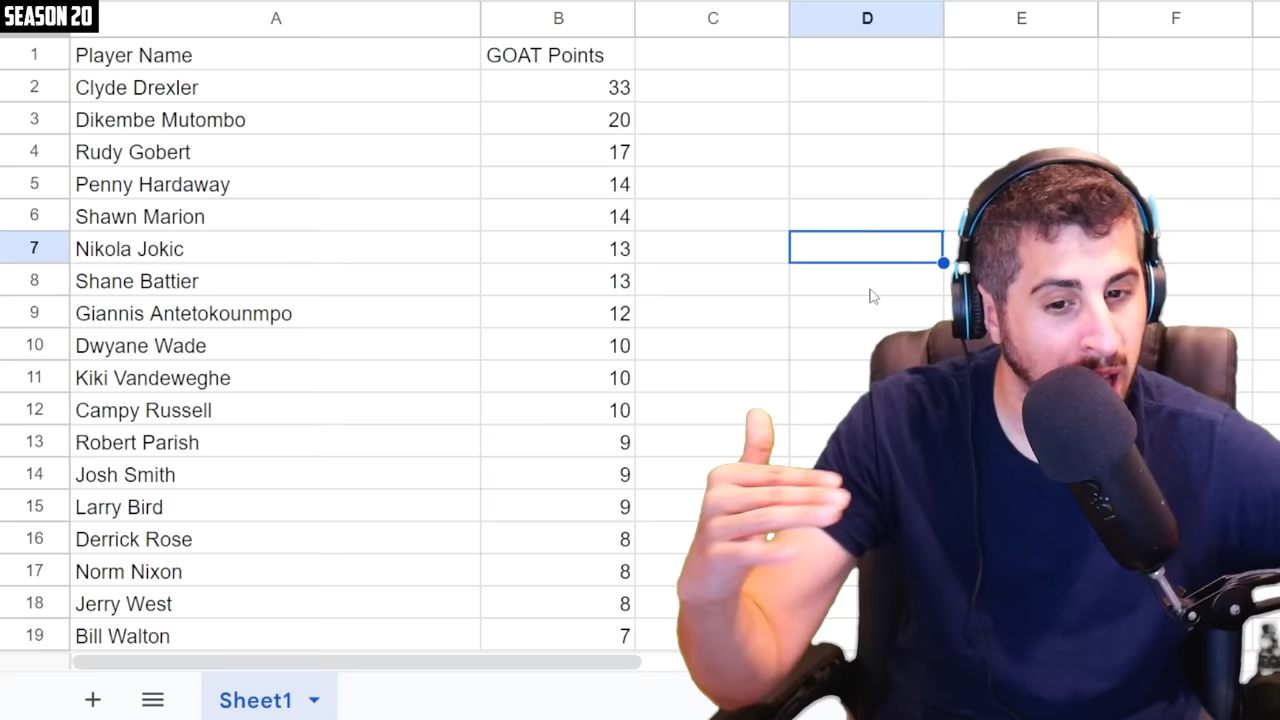 SEASON 20
A B C D E F
1 Player Name GOAT Points
2 Clyde Drexler 33
3 Dikembe Mutombo 20
4 Rudy Gobert 17
5 Penny Hardaway 14
6 Shawn Marion 14
7 Nikola Jokic 13
8 Shane Battier 13
9 Giannis Antetokounmpo 12
10 Dwyane Wade 10
11 Kiki Vandeweghe 10
12 Campy Russell 10
13 Robert Parish 9
14 Josh Smith 9
15 Larry Bird 9
16 Derrick Rose 8
17 Norm Nixon 8
18 Jerry West 8
19 Bill Walton 7
Sheet1